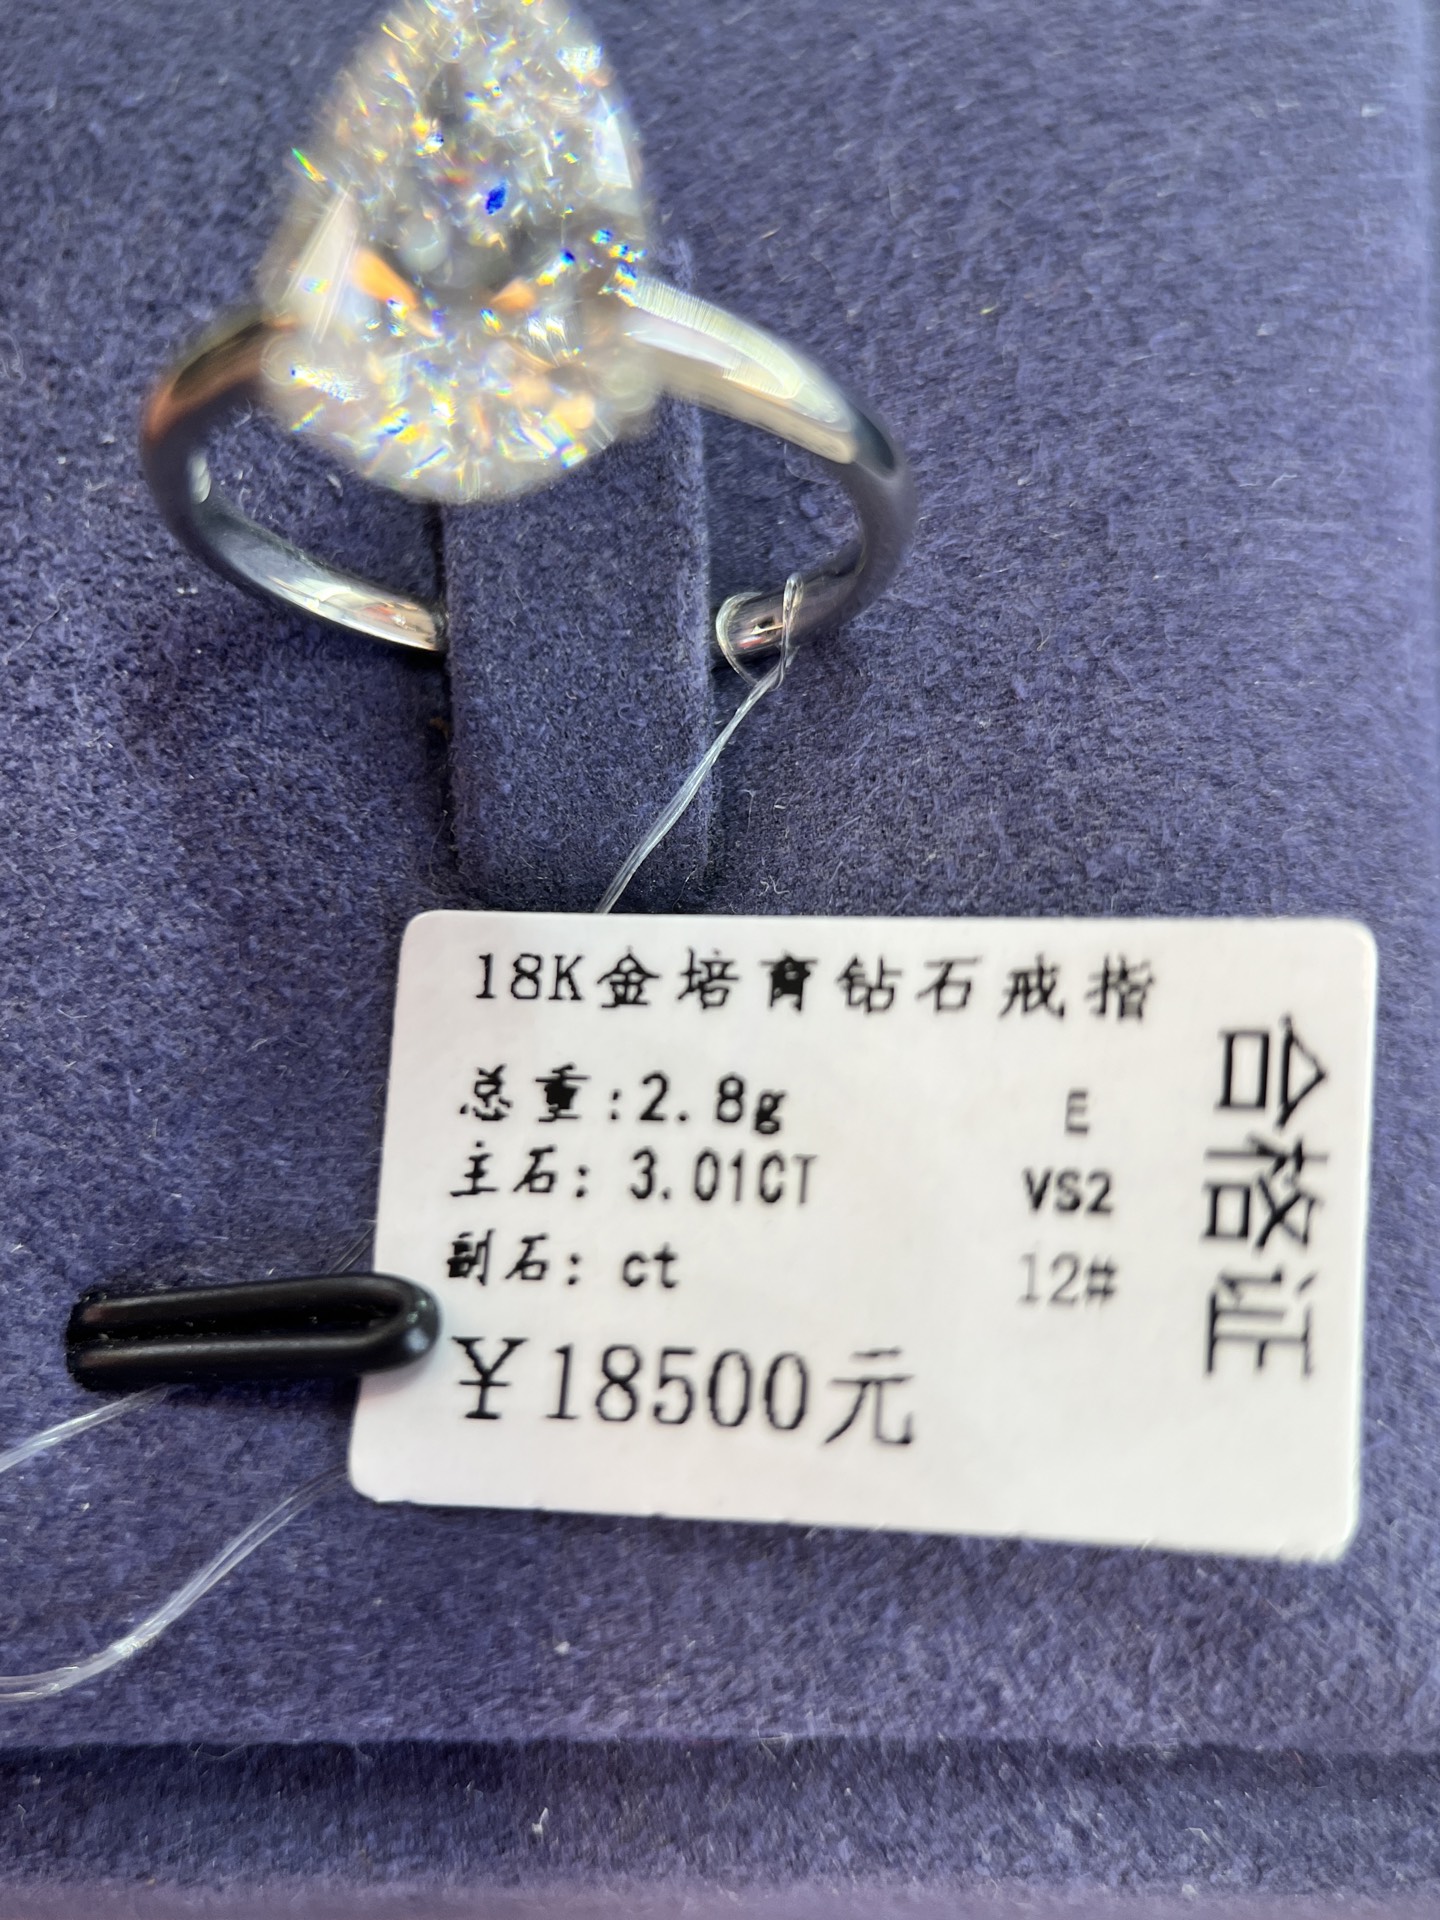 18K金培育钻石戒指
总重:2.8g E
主石: 3.01CT VS2
副石: ct 12#
¥18500元
合格证